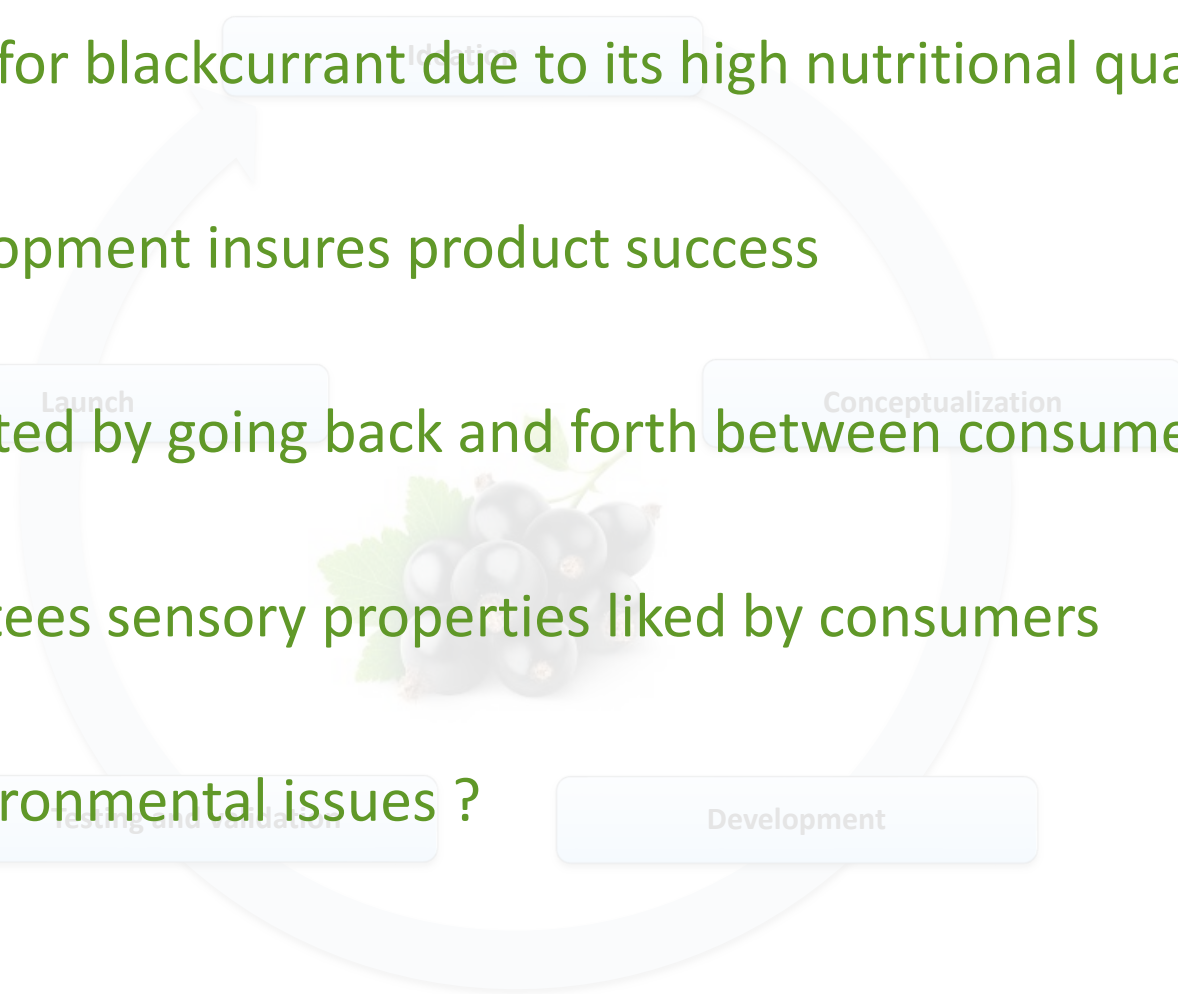 Ideation
for blackcurrant due to its high nutritional qua
opment insures product success
Launch
Conceptualization
ted by going back and forth between consume
tees sensory properties liked by consumers
ronmental issues ?
Testing and validation
Development